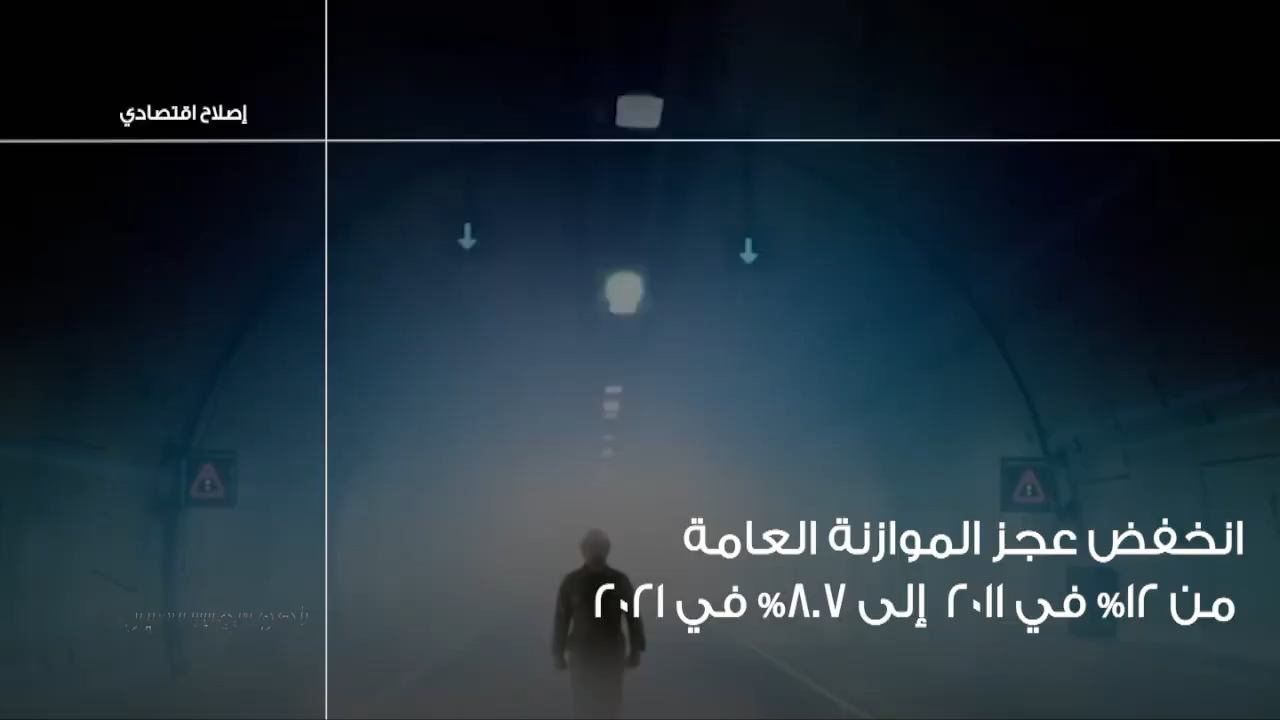 إصلاح اقتصادي
انخفض عجز الموازنة العامة
من ١٢% في ٢٠١١ إلى ٨.٧% في ٢٠٢١